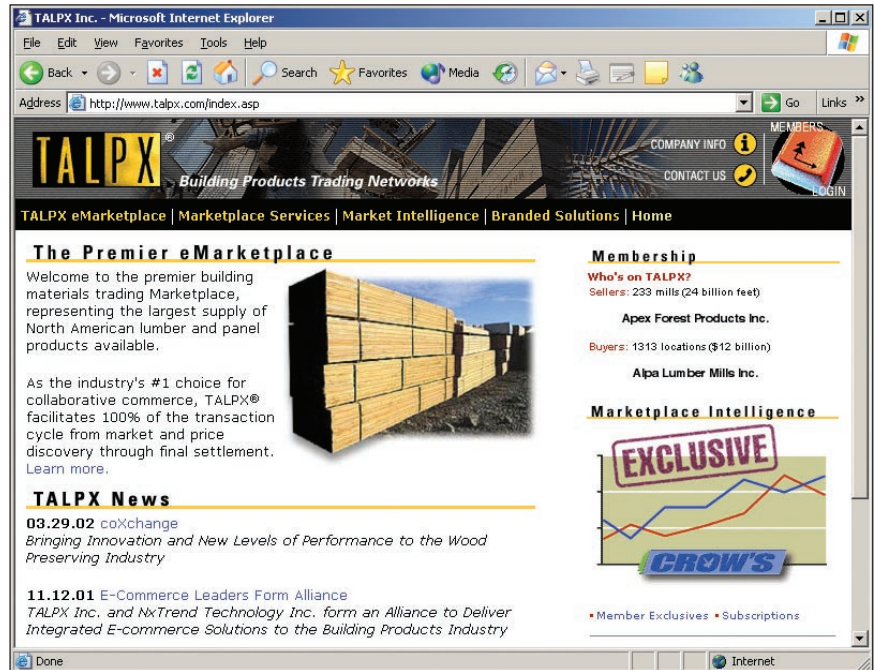 TALPX Inc. - Microsoft Internet Explorer
File Edit View Favorites Tools Help
Back Search Favorites Media
Address http://www.talpx.com/index.asp Go Links »
TALPX®
Building Products Trading Networks
COMPANY INFO i
CONTACT US
MEMBERS
LOGIN
TALPX eMarketplace | Marketplace Services | Market Intelligence | Branded Solutions | Home
The Premier eMarketplace
Welcome to the premier building
materials trading Marketplace,
representing the largest supply of
North American lumber and panel
products available.
As the industry's #1 choice for
collaborative commerce, TALPX®
facilitates 100% of the transaction
cycle from market and price
discovery through final settlement.
Learn more.
TALPX News
03.29.02 coXchange
Bringing Innovation and New Levels of Performance to the Wood
Preserving Industry
11.12.01 E-Commerce Leaders Form Alliance
TALPX Inc. and NxTrend Technology Inc. form an Alliance to Deliver
Integrated E-commerce Solutions to the Building Products Industry
Membership
Who's on TALPX?
Sellers: 233 mills (24 billion feet)
Apex Forest Products Inc.
Buyers: 1313 locations ($12 billion)
Alpa Lumber Mills Inc.
Marketplace Intelligence
EXCLUSIVE
CROW'S
▪ Member Exclusives ▪ Subscriptions
Done Internet